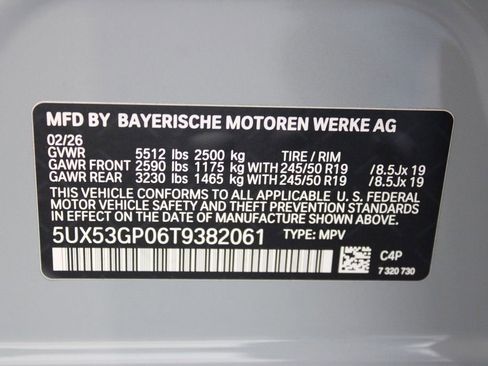 MFD BY BAYERISCHE MOTOREN WERKE AG
02/26
GVWR 5512 lbs 2500 kg TIRE / RIM
GAWR FRONT 2590 lbs 1175 kg WITH 245/50 R19 /8.5Jx 19
GAWR REAR 3230 lbs 1465 kg WITH 245/50 R19 /8.5Jx 19
THIS VEHICLE CONFORMS TO ALL APPLICABLE U. S. FEDERAL
MOTOR VEHICLE SAFETY, BUMPER, AND THEFT PREVENTION
STANDARDS IN EFFECT ON THE DATE OF MANUFACTURE SHOWN ABOVE.
5UX53GP06T9382061 TYPE: MPV
C4P
7 320 730